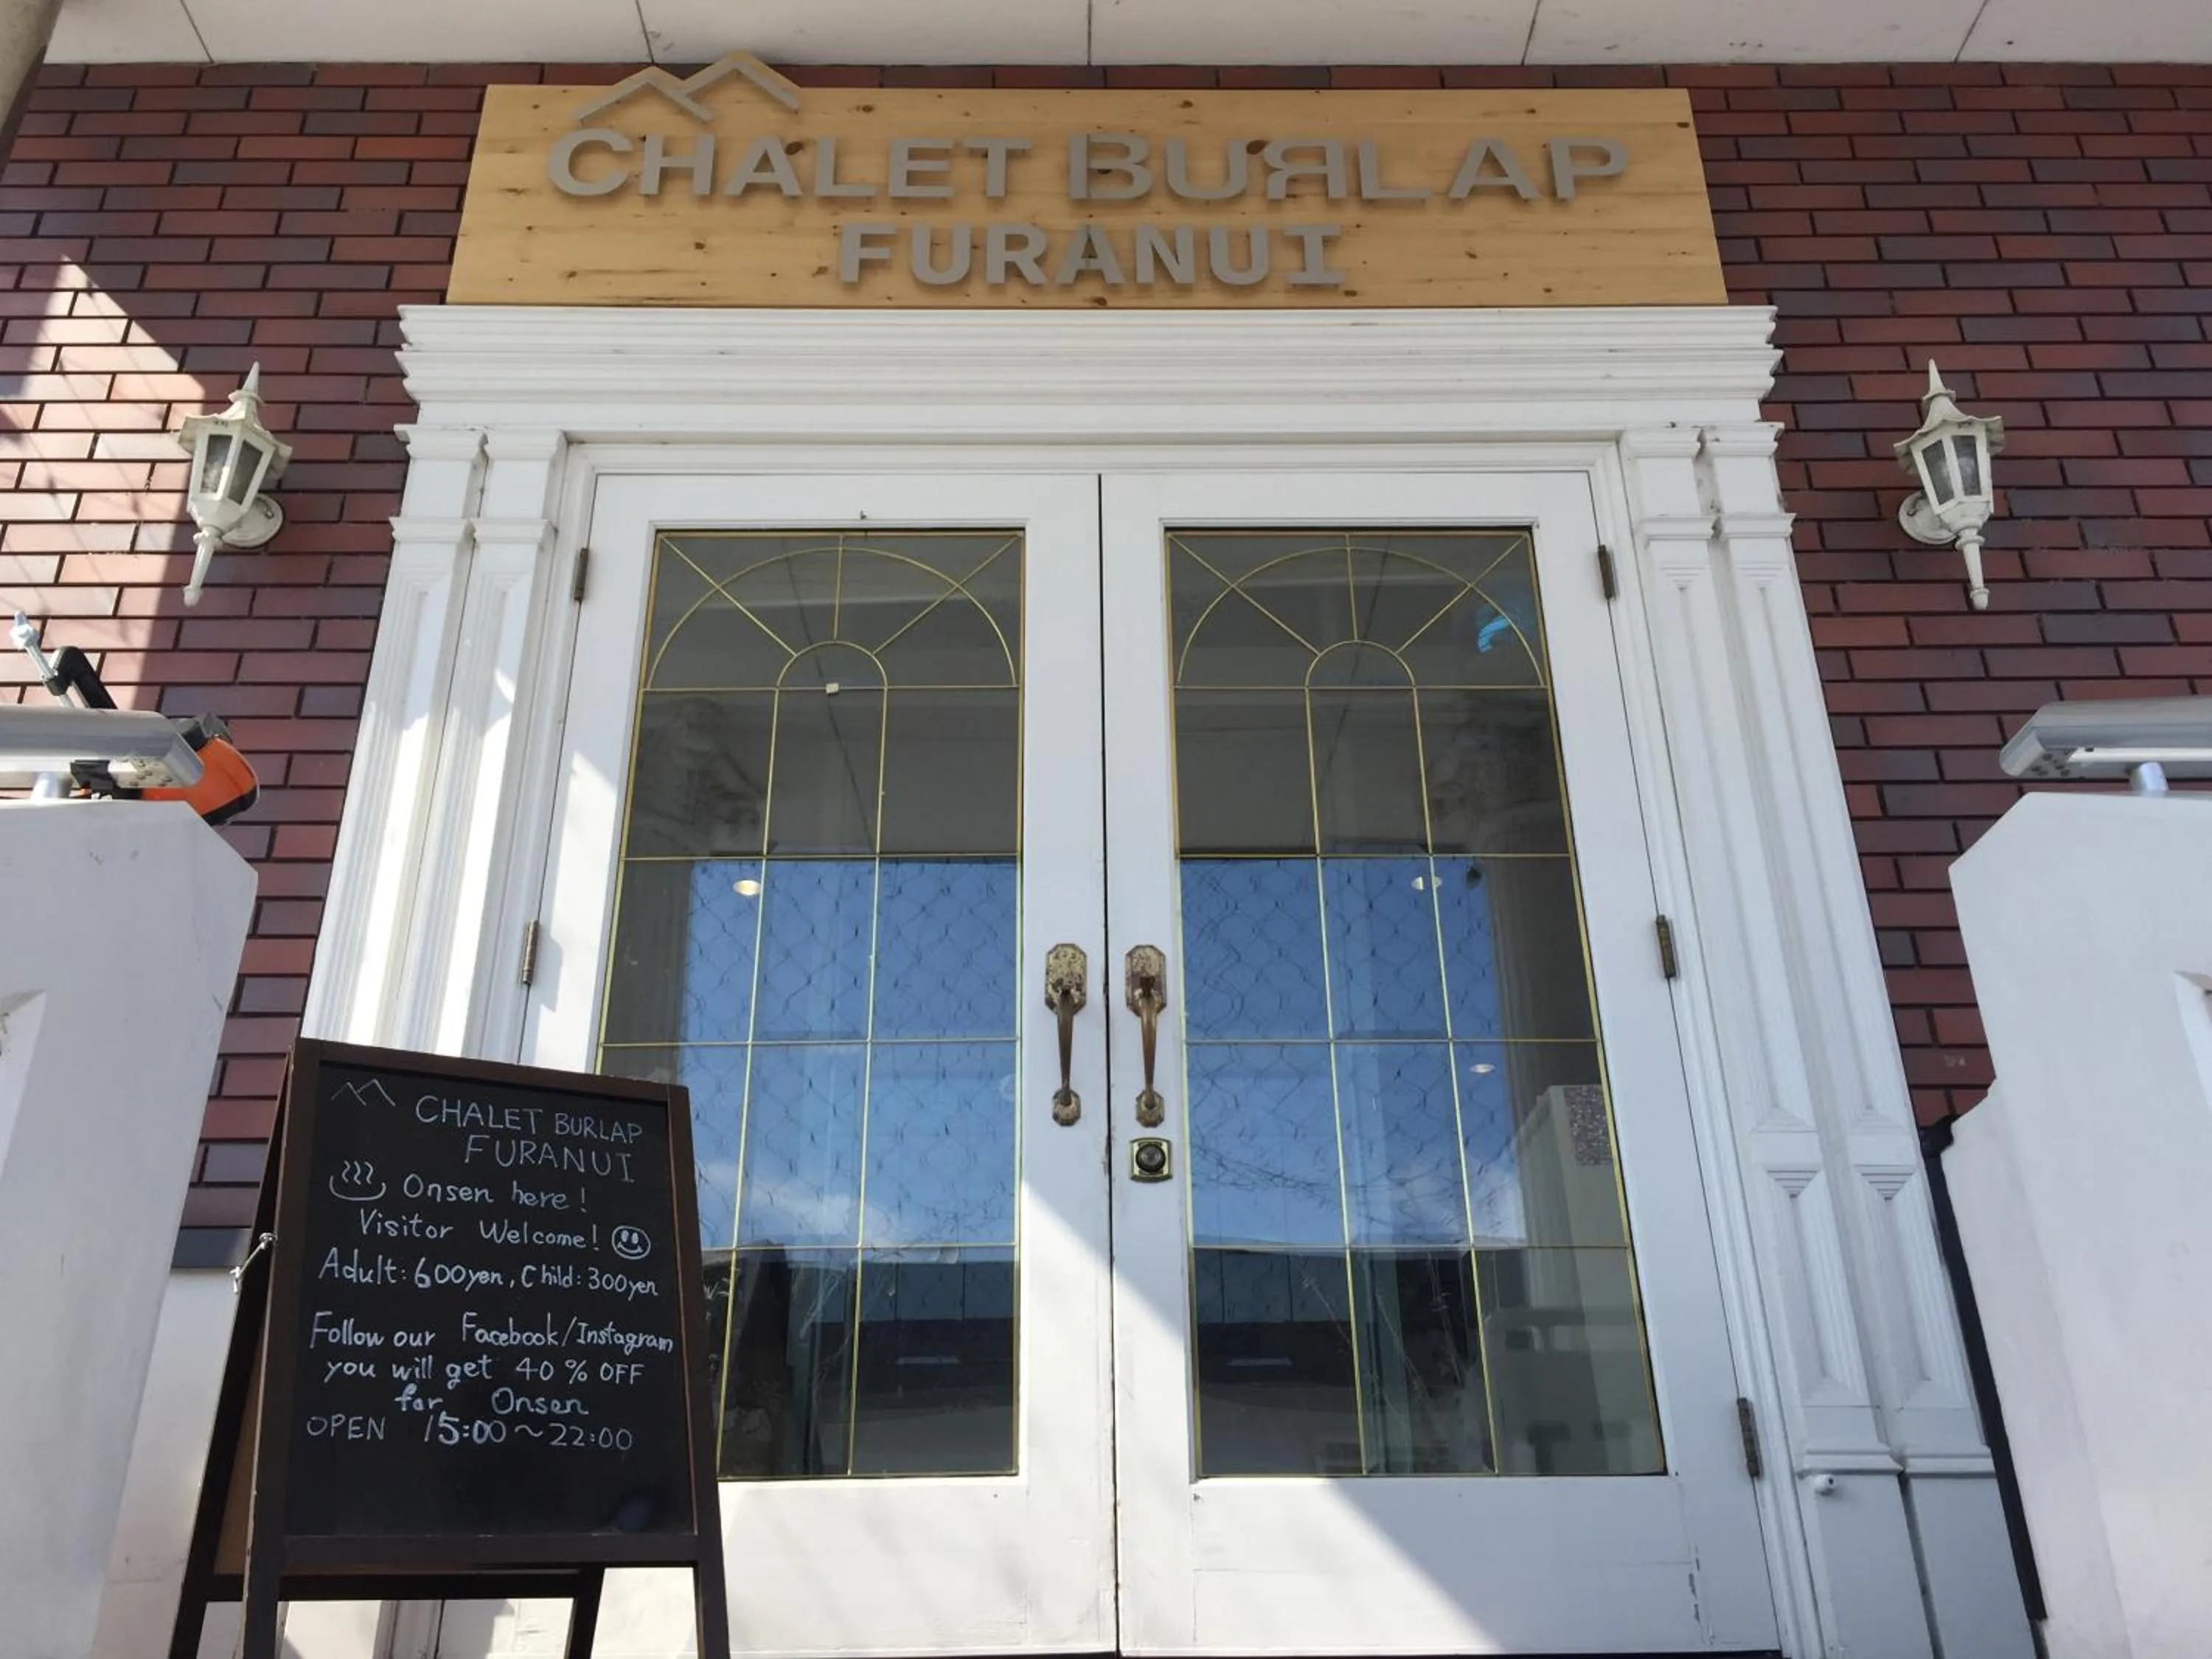 CHALET BUЯLAP
FURANUI
CHALET BURLAP
FURANUI
Onsen here!
Visitor Welcome!
Adult: 600yen, Child: 300yen
Follow our Facebook/Instagram
you will get 40% OFF
for Onsen
OPEN 15:00~22:00